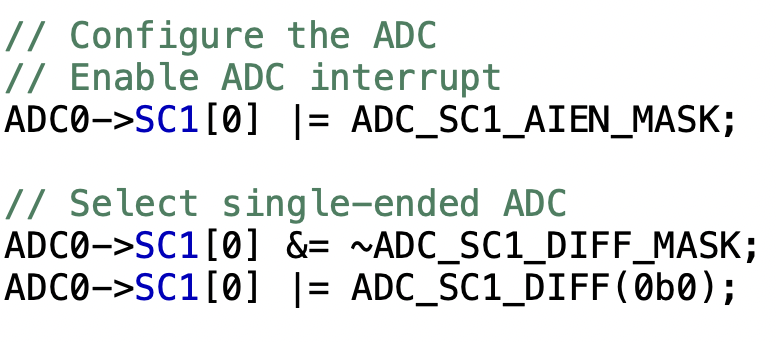 // Configure the ADC
// Enable ADC interrupt
ADC0->SC1[0] |= ADC_SC1_AIEN_MASK;
// Select single-ended ADC
ADC0->SC1[0] &= ~ADC_SC1_DIFF_MASK;
ADC0->SC1[0] |= ADC_SC1_DIFF(0b0);